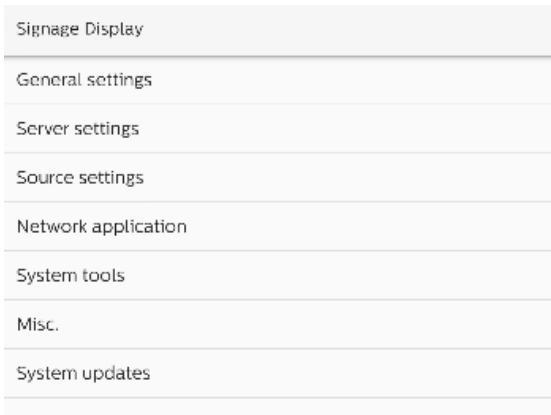 Signage Display
General settings
Server settings
Source settings
Network application
System tools
Misc.
System updates